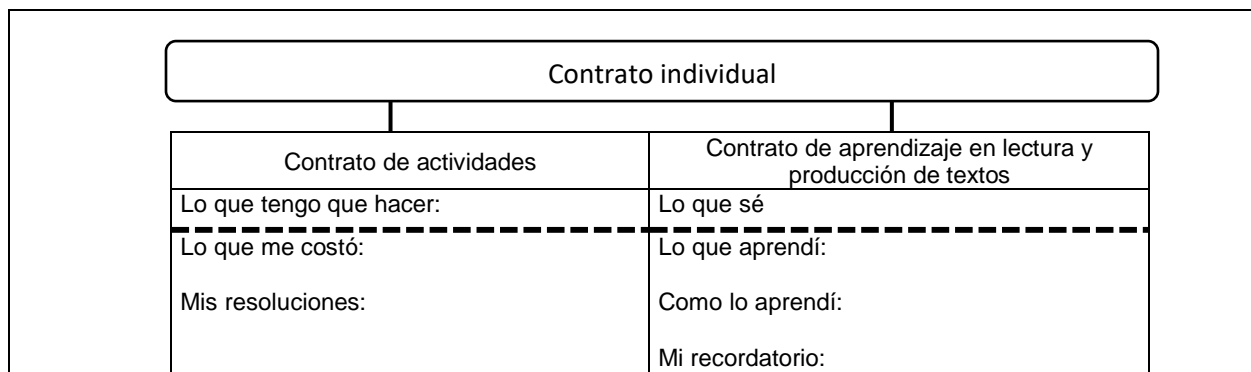 Contrato individual
Contrato de actividades
Contrato de aprendizaje en lectura y
producción de textos
Lo que tengo que hacer:
Lo que sé
Lo que me costó:
Lo que aprendí:
Mis resoluciones:
Como lo aprendí:
Mi recordatorio: